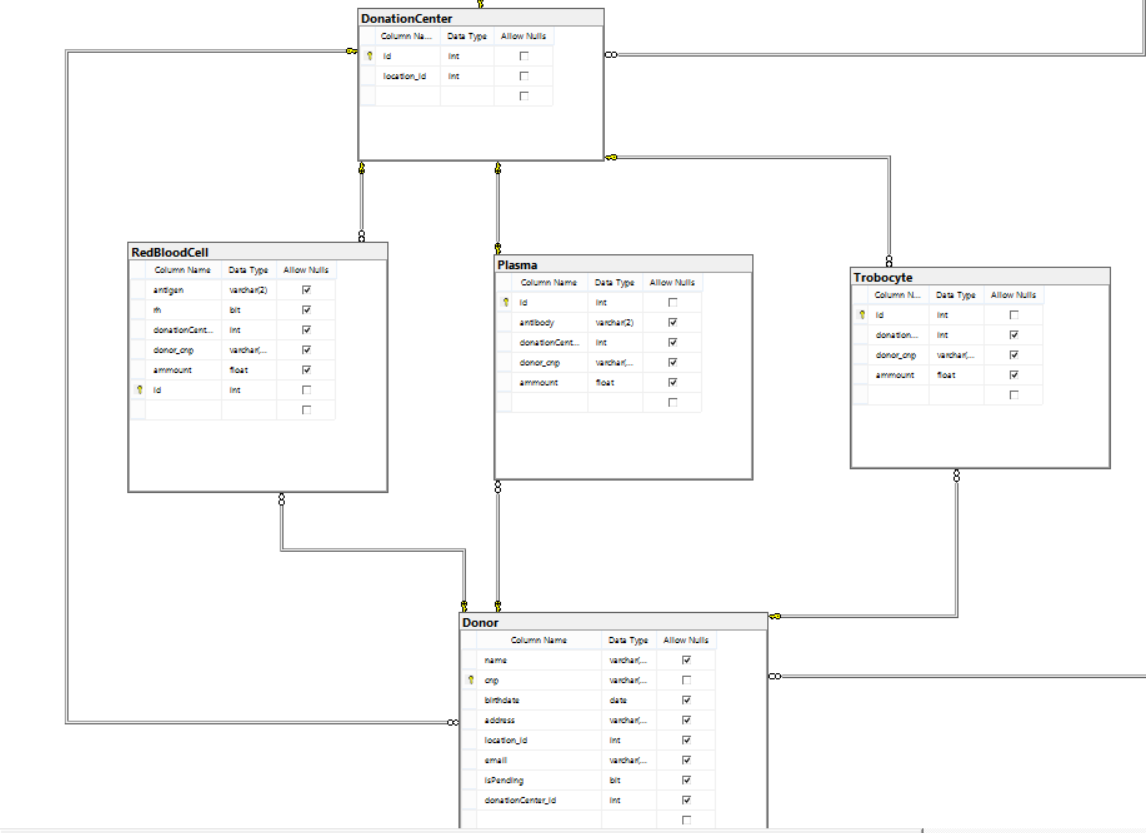 DonationCenter
Column Na... Data Type Allow Nulls
id int
location_id int
RedBloodCell
Column Name Data Type Allow Nulls
antigen varchar(2)
rh bit
donationCent... int
donor_cnp varchar(...
ammount float
id int
Plasma
Column Name Data Type Allow Nulls
id int
antibody varchar(2)
donationCent... int
donor_cnp varchar(...
ammount float
Trobocyte
Column N... Data Type Allow Nulls
id int
donation... int
donor_cnp varchar(...
ammount float
Donor
Column Name Data Type Allow Nulls
name varchar(...
cnp varchar(...
birthdate date
address varchar(...
location_id int
email varchar(...
isPending bit
donationCenter_id int